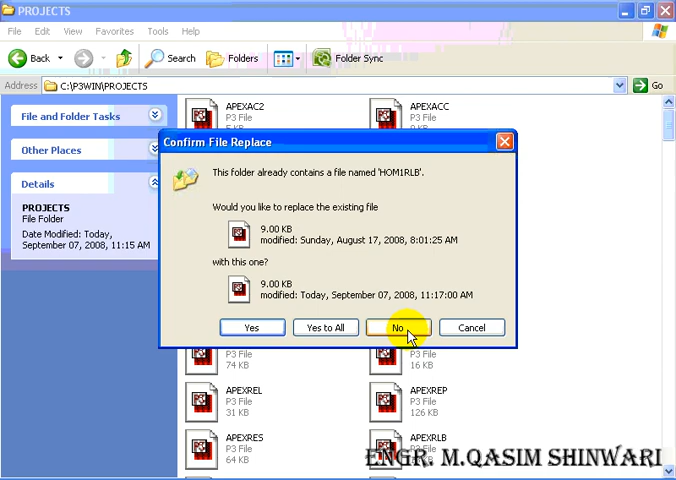 PROJECTS
File Edit View Favorites Tools Help
Back Search Folders Folder Sync
Address C:\P3WIN\PROJECTS Go
File and Folder Tasks
Other Places
Details
PROJECTS
File Folder
Date Modified: Today,
September 07, 2008, 11:15 AM
APEXAC2
P3 File
5 KB
APEXACC
P3 File
9 KB
Confirm File Replace
This folder already contains a file named 'HOM1RLB'.
Would you like to replace the existing file
9.00 KB
modified: Sunday, August 17, 2008, 8:01:25 AM
with this one?
9.00 KB
modified: Today, September 07, 2008, 11:17:00 AM
Yes Yes to All No Cancel
P3 File
74 KB
P3 File
16 KB
APEXREL
P3 File
31 KB
APEXREP
P3 File
126 KB
APEXRES
P3 File
64 KB
APEXRLB
P3 File
ENGR. M.QASIM SHINWARI